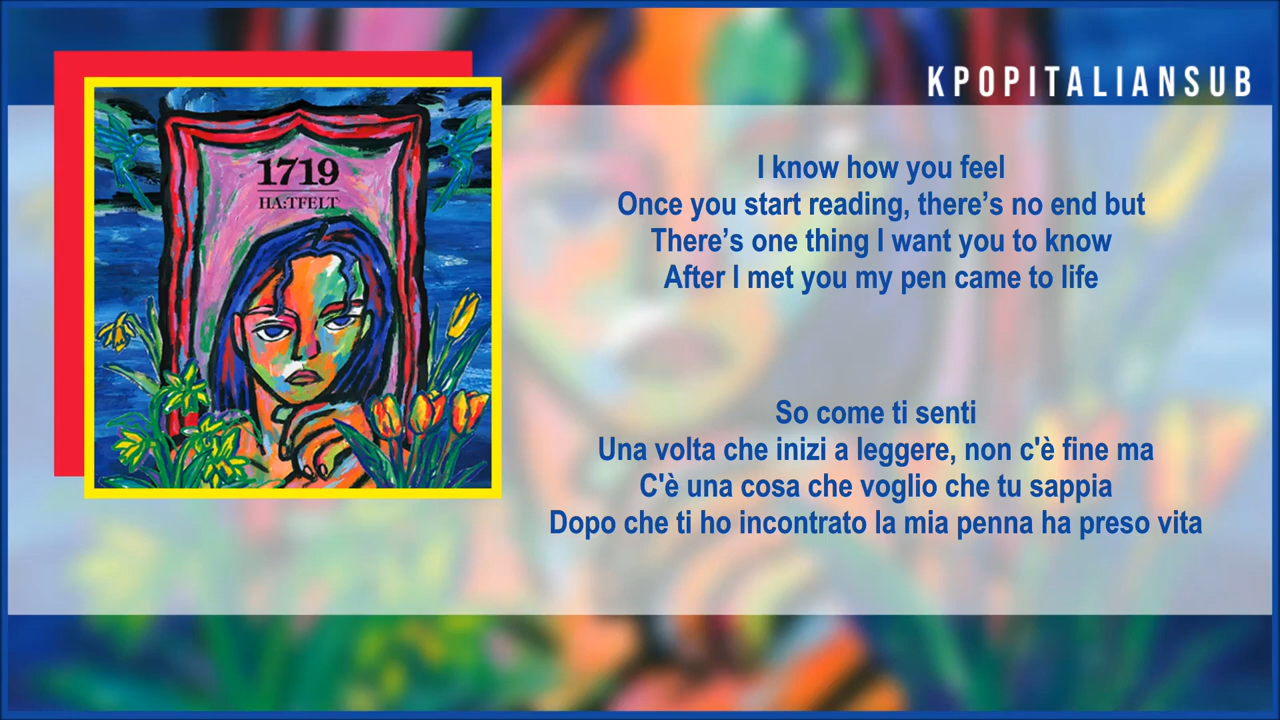 KPOPITALIANSUB
1719
HA:TFELT
I know how you feel
Once you start reading, there’s no end but
There’s one thing I want you to know
After I met you my pen came to life
So come ti senti
Una volta che inizi a leggere, non c'è fine ma
C'è una cosa che voglio che tu sappia
Dopo che ti ho incontrato la mia penna ha preso vita